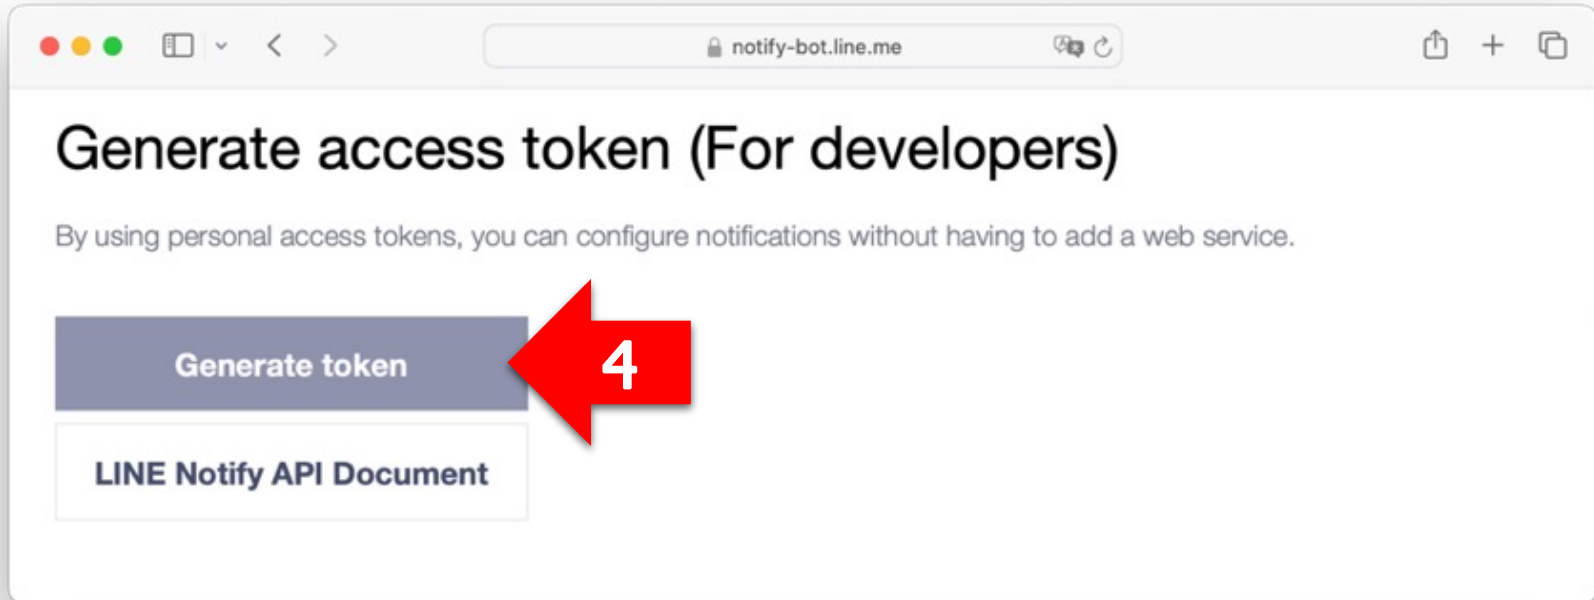 notify-bot.line.me
Generate access token (For developers)
By using personal access tokens, you can configure notifications without having to add a web service.
Generate token
4
LINE Notify API Document